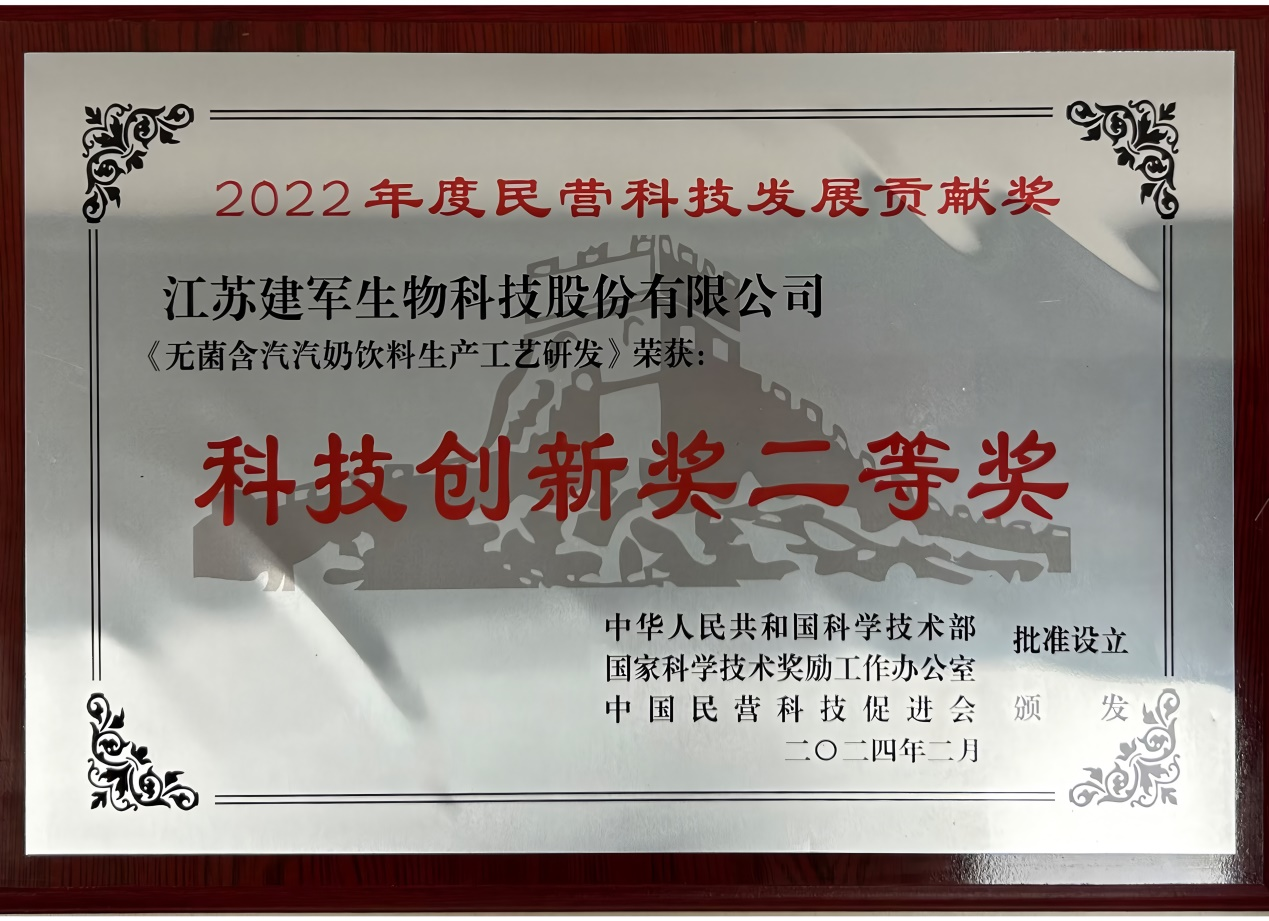 2022年度民营科技发展贡献奖
江苏建军生物科技股份有限公司
《无菌含汽汽奶饮料生产工艺研发》荣获：
科技创新奖二等奖
中华人民共和国科学技术部
国家科学技术奖励工作办公室 批准设立
中国民营科技促进会 颁发
二〇二四年二月